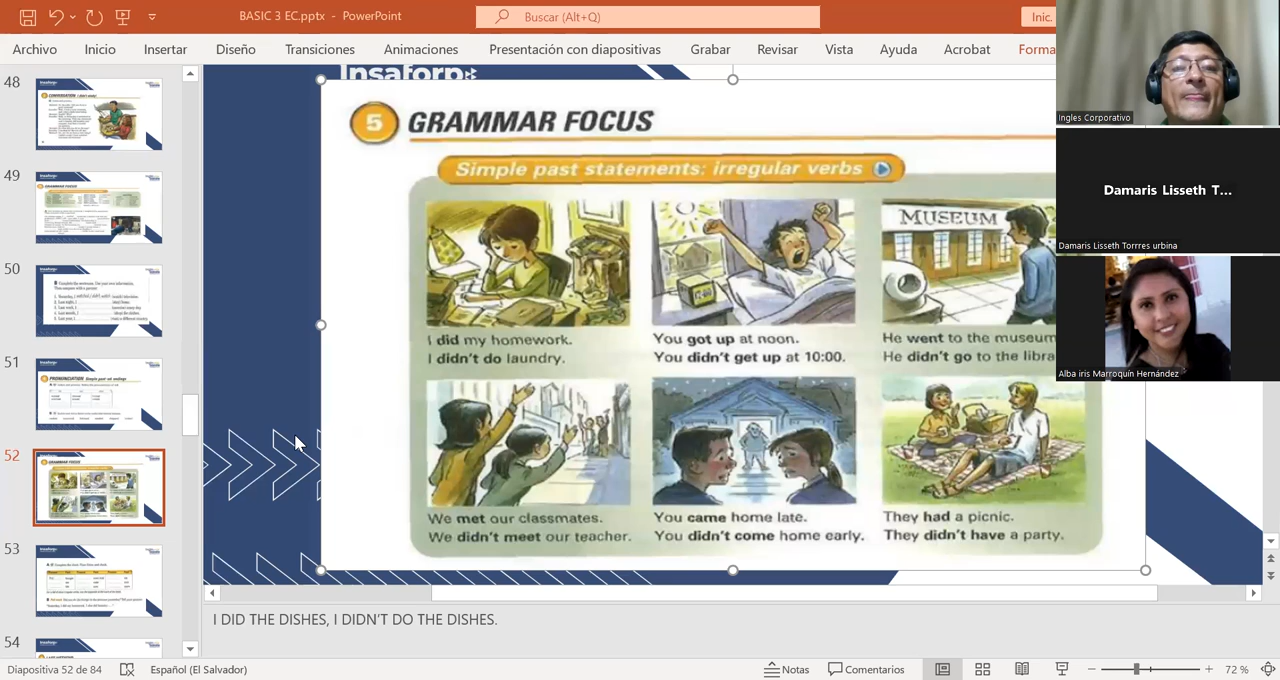 BASIC 3 EC.pptx - PowerPoint
Buscar (Alt+Q)
Inic.
Archivo Inicio Insertar Diseño Transiciones Animaciones Presentación con diapositivas Grabar Revisar Vista Ayuda Acrobat Forma
48
49
50
51
52
53
54
Insaforp
5 GRAMMAR FOCUS
Simple past statements: irregular verbs
MUSEUM
I did my homework.
I didn't do laundry.
You got up at noon.
You didn't get up at 10:00.
He went to the museum
He didn't go to the libra
We met our classmates.
We didn't meet our teacher.
You came home late.
You didn't come home early.
They had a picnic.
They didn't have a party.
Ingles Corporativo
Damaris Lisseth T...
Damaris Lisseth Torrres urbina
Alba iris Marroquín Hernández
I DID THE DISHES, I DIDN'T DO THE DISHES.
Diapositiva 52 de 84 Español (El Salvador) Notas Comentarios 72 %